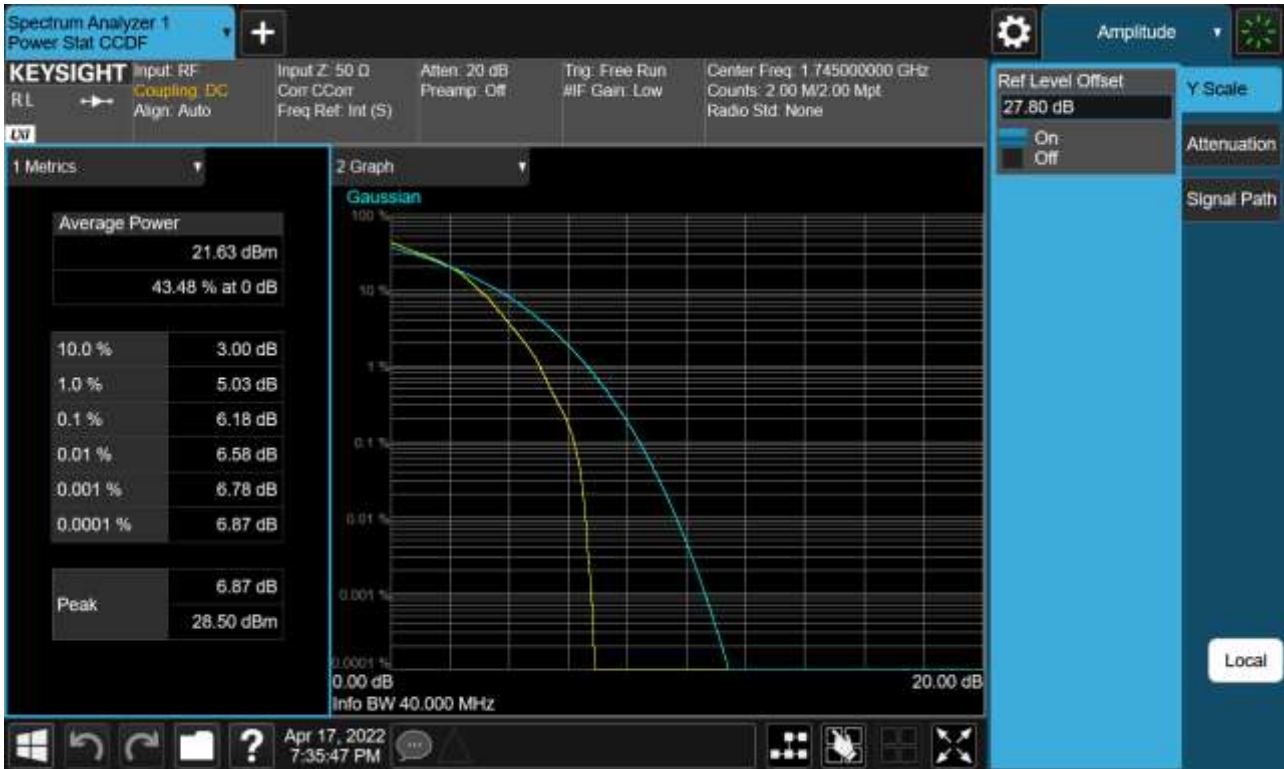 Spectrum Analyzer 1
Power Stat CCDF
+
Amplitude
KEYSIGHT
RL
LXI
Input: RF
Coupling: DC
Align: Auto
Input Z: 50 Ω
Corr CCorr
Freq Ref: Int (S)
Atten: 20 dB
Preamp: Off
Trig: Free Run
#IF Gain: Low
Center Freq: 1.745000000 GHz
Counts: 2.00 M/2.00 Mpt
Radio Std: None
Ref Level Offset
27.80 dB
On
Off
Y Scale
Attenuation
Signal Path
1 Metrics
Average Power
21.63 dBm
43.48 % at 0 dB
10.0 % 3.00 dB
1.0 % 5.03 dB
0.1 % 6.18 dB
0.01 % 6.58 dB
0.001 % 6.78 dB
0.0001 % 6.87 dB
Peak
6.87 dB
28.50 dBm
2 Graph
Gaussian
100 %
10 %
1 %
0.1 %
0.01 %
0.001 %
0.0001 %
0.00 dB 20.00 dB
Info BW 40.000 MHz
Local
?
Apr 17, 2022
7:35:47 PM